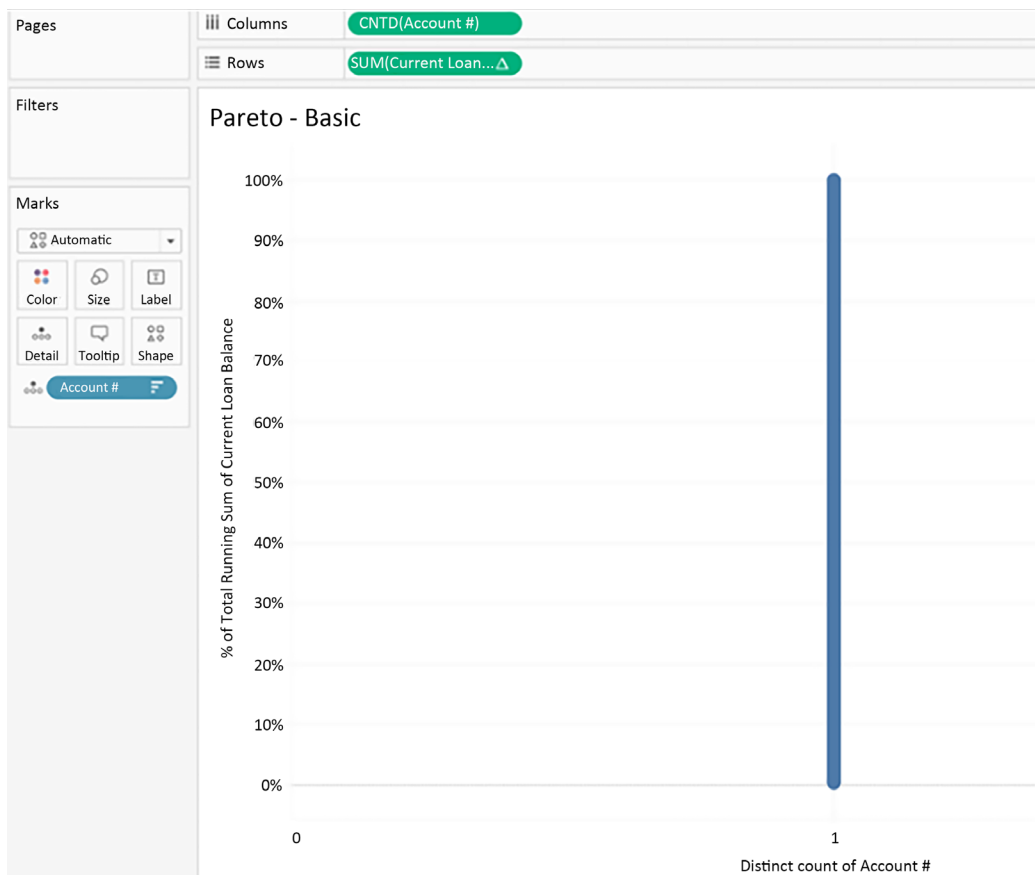 Pages
Columns
CNTD(Account #)
Rows
SUM(Current Loan...
Filters
Pareto - Basic
Marks
Automatic
Color
Size
Label
Detail
Tooltip
Shape
Account #
% of Total Running Sum of Current Loan Balance
100%
90%
80%
70%
60%
50%
40%
30%
20%
10%
0%
0
1
Distinct count of Account #